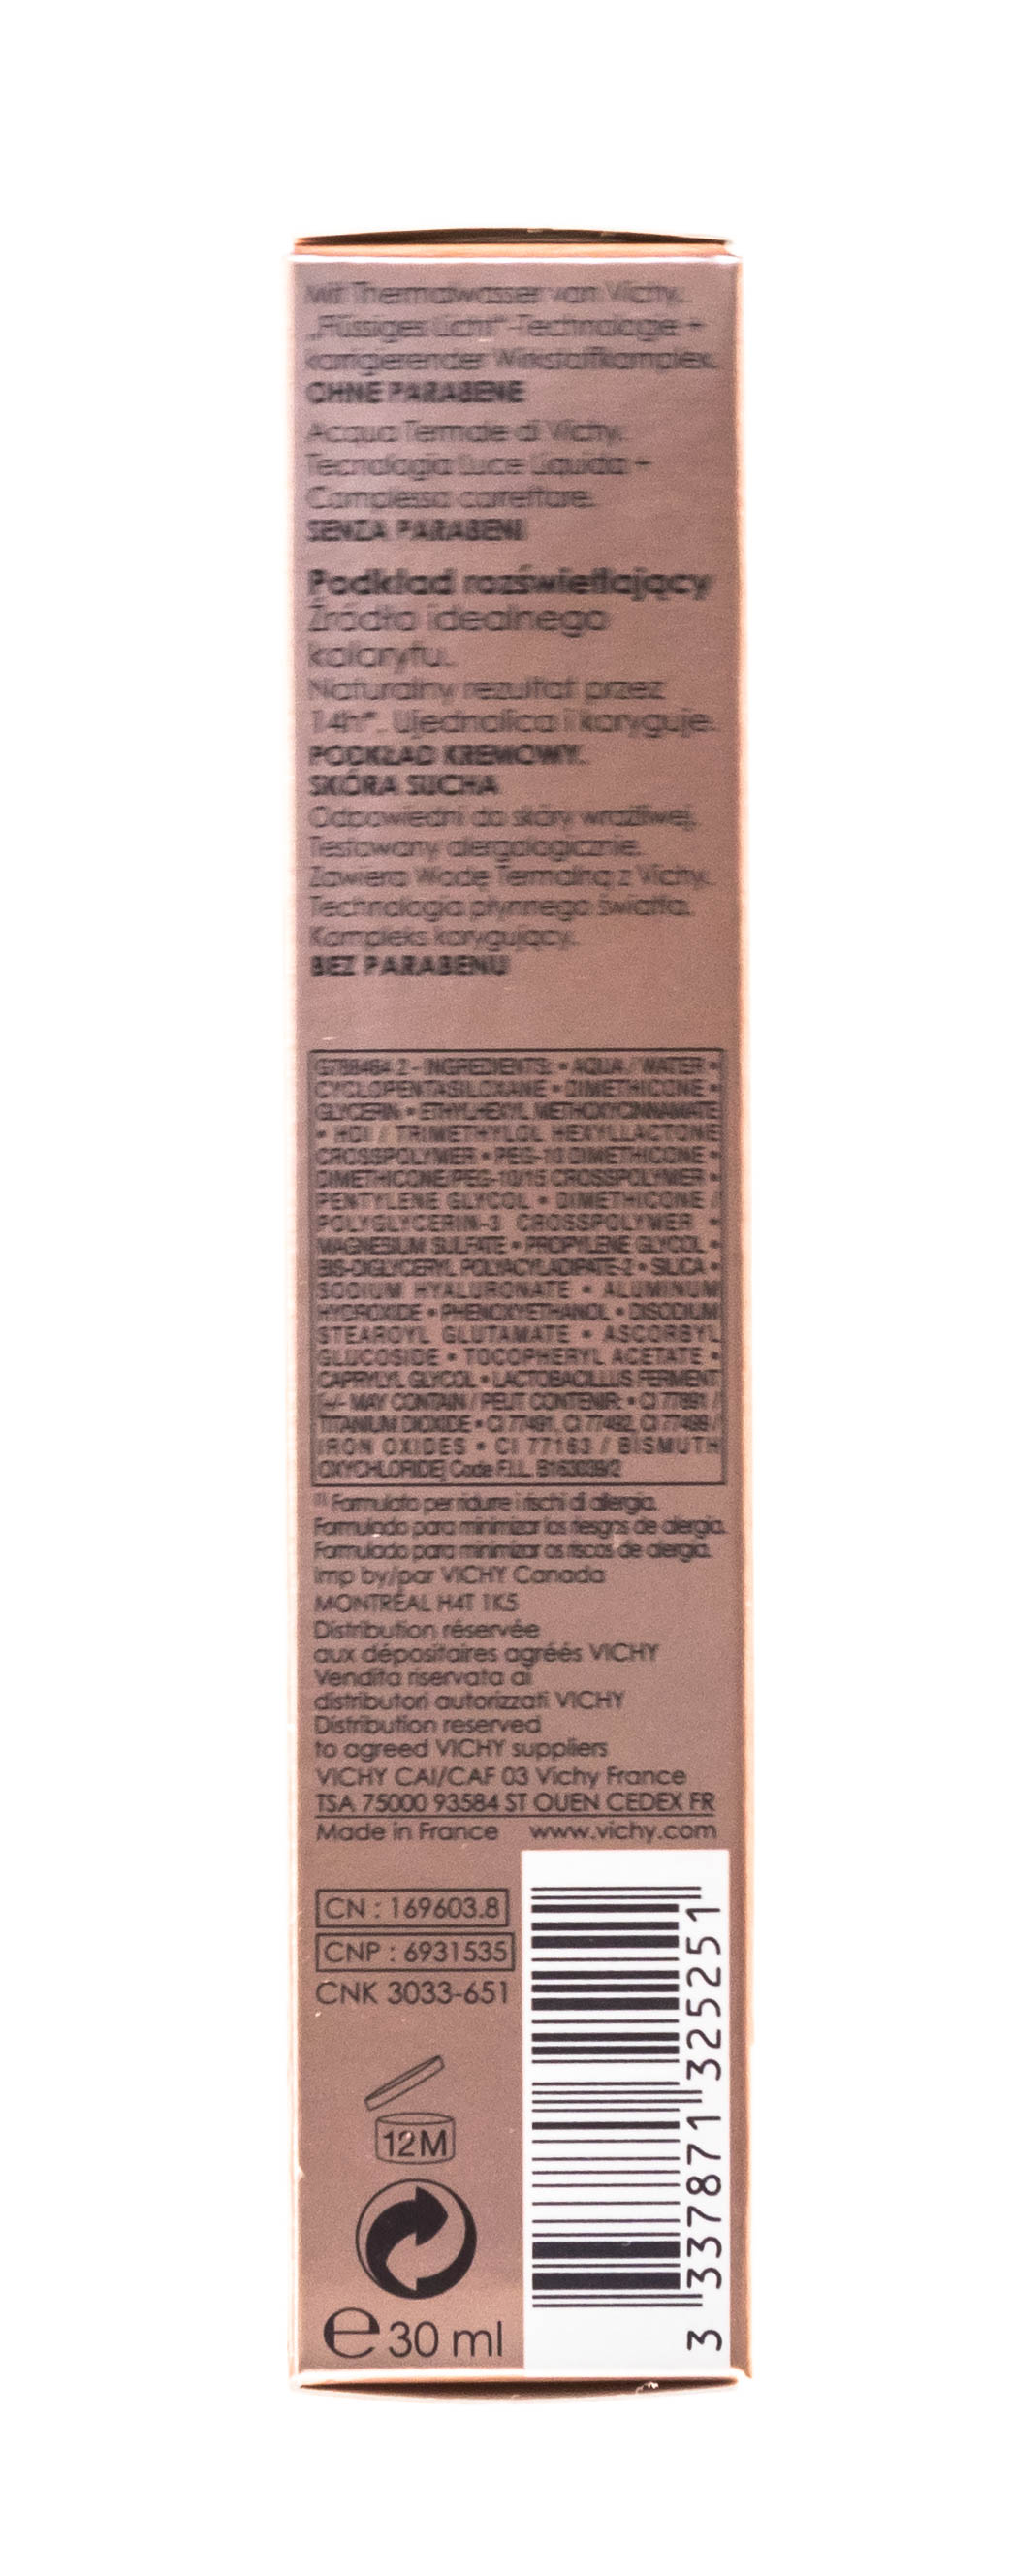 Mit Thermalwasser von Vichy.
„Flüssiges Licht“-Technologie +
korrigierender Wirkstoffkomplex.
OHNE PARABENE
Acqua Termale di Vichy.
Tecnologia Luce Liquida +
Complesso correttore.
SENZA PARABENI
Podkład rozświetlający
Źródło idealnego
kolorytu.
Naturalny rezultat przez
14h*. Ujednolica i koryguje.
PODKŁAD KREMOWY.
SKÓRA SUCHA
Odpowiedni do skóry wrażliwej.
Testowany alergologicznie.
Zawiera Wodę Termalną z Vichy.
Technologia płynnego światła.
Kompleks korygujący.
BEZ PARABENU
2 - INGREDIENTS: • AQUA / WATER •
CYCLOPENTASILOXANE • DIMETHICONE •
GLYCERIN • ETHYLHEXYL METHOXYCINNAMATE
• HDI / TRIMETHYLOL HEXYLLACTONE
CROSSPOLYMER • PEG-10 DIMETHICONE •
DIMETHICONE/PEG-10/15 CROSSPOLYMER •
PENTYLENE GLYCOL • DIMETHICONE /
POLYGLYCERIN-3 CROSSPOLYMER •
MAGNESIUM SULFATE • PROPYLENE GLYCOL •
BIS-DIGLYCERYL POLYACYLADIPATE-2 • SILICA •
SODIUM HYALURONATE • ALUMINUM
HYDROXIDE • PHENOXYETHANOL • DISODIUM
STEAROYL GLUTAMATE • ASCORBYL
GLUCOSIDE • TOCOPHERYL ACETATE •
CAPRYLYL GLYCOL • LACTOBACILLUS FERMENT
+/- MAY CONTAIN / PEUT CONTENIR: • CI 77891 /
TITANIUM DIOXIDE • CI 77491, CI 77492, CI 77499 /
IRON OXIDES • CI 77163 / BISMUTH
OXYCHLORIDE] Code F.I.L.
Formulato per ridurre i rischi di allergia.
Formulado para minimizar los riesgos de alergia.
Formulado para minimizar os riscos de alergia.
Imp by/par VICHY Canada
MONTRÉAL H4T 1K5
Distribution réservée
aux dépositaires agréés VICHY
Vendita riservata ai
distributori autorizzati VICHY
Distribution reserved
to agreed VICHY suppliers
VICHY CAI/CAF 03 Vichy France
TSA 75000 93584 ST OUEN CEDEX FR
Made in France www.vichy.com
CN : 169603.8
CNP : 6931535
CNK 3033-651
12M
e 30 ml
3 337871 325251